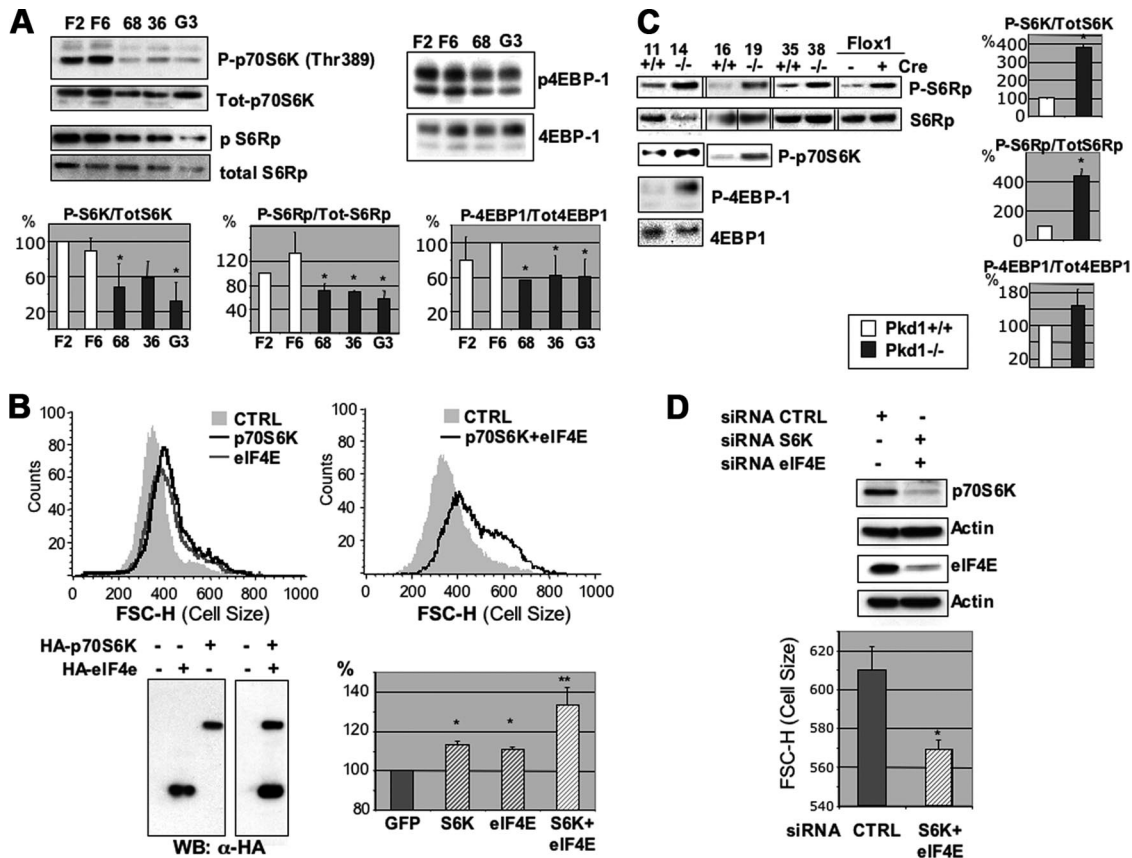 A
F2 F6 68 36 G3
P-p70S6K (Thr389)
Tot-p70S6K
p S6Rp
total S6Rp
F2 F6 68 G3
p4EBP-1
4EBP-1
P-S6K/TotS6K
%
100
60
20
F2 F6 68 36 G3
* *
P-S6Rp/Tot-S6Rp
%
120
80
40
F2 F6 68 36 G3
* * *
P-4EBP1/Tot4EBP1
%
100
60
20
F2 F6 68 36 G3
* * *
B
100
80
60
40
20
Counts
CTRL
p70S6K
eIF4E
0 200 400 600 800 1000
FSC-H (Cell Size)
100
80
60
40
20
Counts
CTRL
p70S6K+eIF4E
0 200 400 600 800 1000
FSC-H (Cell Size)
HA-p70S6K - - + - +
HA-eIF4e - + - - +
WB: α-HA
%
140
120
100
80
* * **
GFP S6K eIF4E S6K+
eIF4E
C
11 14 16 19 35 38 Flox1
+/+ -/- +/+ -/- +/+ -/- - + Cre
P-S6Rp
S6Rp
P-p70S6K
P-4EBP-1
4EBP1
Pkd1+/+
Pkd1-/-
P-S6K/TotS6K
%
400
300
200
100
0
*
P-S6Rp/TotS6Rp
%
400
200
0
*
P-4EBP1/Tot4EBP1
%
180
100
20
D
siRNA CTRL + -
siRNA S6K - +
siRNA eIF4E - +
p70S6K
Actin
eIF4E
Actin
FSC-H (Cell Size)
620
600
580
560
540
*
siRNA CTRL S6K+
eIF4E